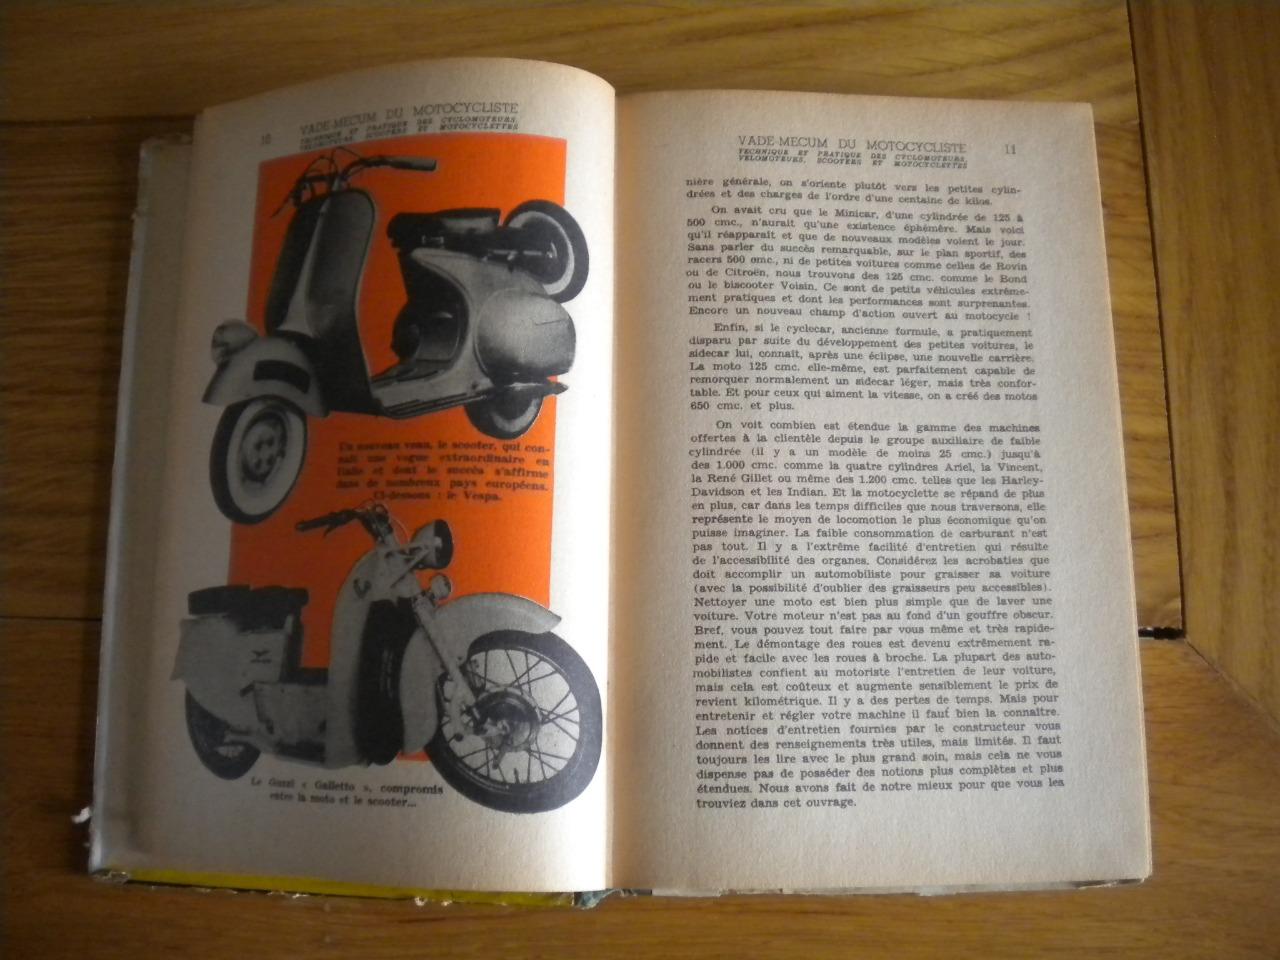 10
VADE-MECUM DU MOTOCYCLISTE
TECHNIQUE ET PRATIQUE DES CYCLOMOTEURS,
VELOMOTEURS, SCOOTERS ET MOTOCYCLETTES
Un nouveau venu, le scooter, qui con-
naît une vogue extraordinaire en
Italie et dont le succès s'affirme
dans de nombreux pays européens.
Ci-dessous : le Vespa.
Le Guzzi « Galletto », compromis
entre la moto et le scooter...
VADE-MECUM DU MOTOCYCLISTE 11
TECHNIQUE ET PRATIQUE DES CYCLOMOTEURS,
VELOMOTEURS, SCOOTERS ET MOTOCYCLETTES
nière générale, on s'oriente plutôt vers les petites cylin-
drées et des charges de l'ordre d'une centaine de kilos.
On avait cru que le Minicar, d'une cylindrée de 125 à
500 cmc., n'aurait qu'une existence éphémère. Mais voici
qu'il réapparaît et que de nouveaux modèles voient le jour.
Sans parler du succès remarquable, sur le plan sportif, des
racers 500 cmc., ni de petites voitures comme celles de Rovin
ou de Citroën, nous trouvons des 125 cmc. comme le Bond
ou le biscooter Voisin. Ce sont de petits véhicules extrême-
ment pratiques et dont les performances sont surprenantes.
Encore un nouveau champ d'action ouvert au motocycle !
Enfin, si le cyclecar, ancienne formule, a pratiquement
disparu par suite du développement des petites voitures, le
sidecar lui, connaît, après une éclipse, une nouvelle carrière.
La moto 125 cmc. elle-même, est parfaitement capable de
remorquer normalement un sidecar léger, mais très confor-
table. Et pour ceux qui aiment la vitesse, on a créé des motos
650 cmc. et plus.
On voit combien est étendue la gamme des machines
offertes à la clientèle depuis le groupe auxiliaire de faible
cylindrée (il y a un modèle de moins 25 cmc.) jusqu'à
des 1.000 cmc. comme la quatre cylindres Ariel, la Vincent,
la René Gillet ou même des 1.200 cmc. telles que les Harley-
Davidson et les Indian. Et la motocyclette se répand de plus
en plus, car dans les temps difficiles que nous traversons, elle
représente le moyen de locomotion le plus économique qu'on
puisse imaginer. La faible consommation de carburant n'est
pas tout. Il y a l'extrême facilité d'entretien qui résulte
de l'accessibilité des organes. Considérez les acrobaties que
doit accomplir un automobiliste pour graisser sa voiture
(avec la possibilité d'oublier des graisseurs peu accessibles).
Nettoyer une moto est bien plus simple que de laver une
voiture. Votre moteur n'est pas au fond d'un gouffre obscur.
Bref, vous pouvez tout faire par vous même et très rapide-
ment. Le démontage des roues est devenu extrêmement ra-
pide et facile avec les roues à broche. La plupart des auto-
mobilistes confient au motoriste l'entretien de leur voiture,
mais cela est coûteux et augmente sensiblement le prix de
revient kilométrique. Il y a des pertes de temps. Mais pour
entretenir et régler votre machine il faut bien la connaître.
Les notices d'entretien fournies par le constructeur vous
donnent des renseignements très utiles, mais limités. Il faut
toujours les lire avec le plus grand soin, mais cela ne vous
dispense pas de posséder des notions plus complètes et plus
étendues. Nous avons fait de notre mieux pour que vous les
trouviez dans cet ouvrage.